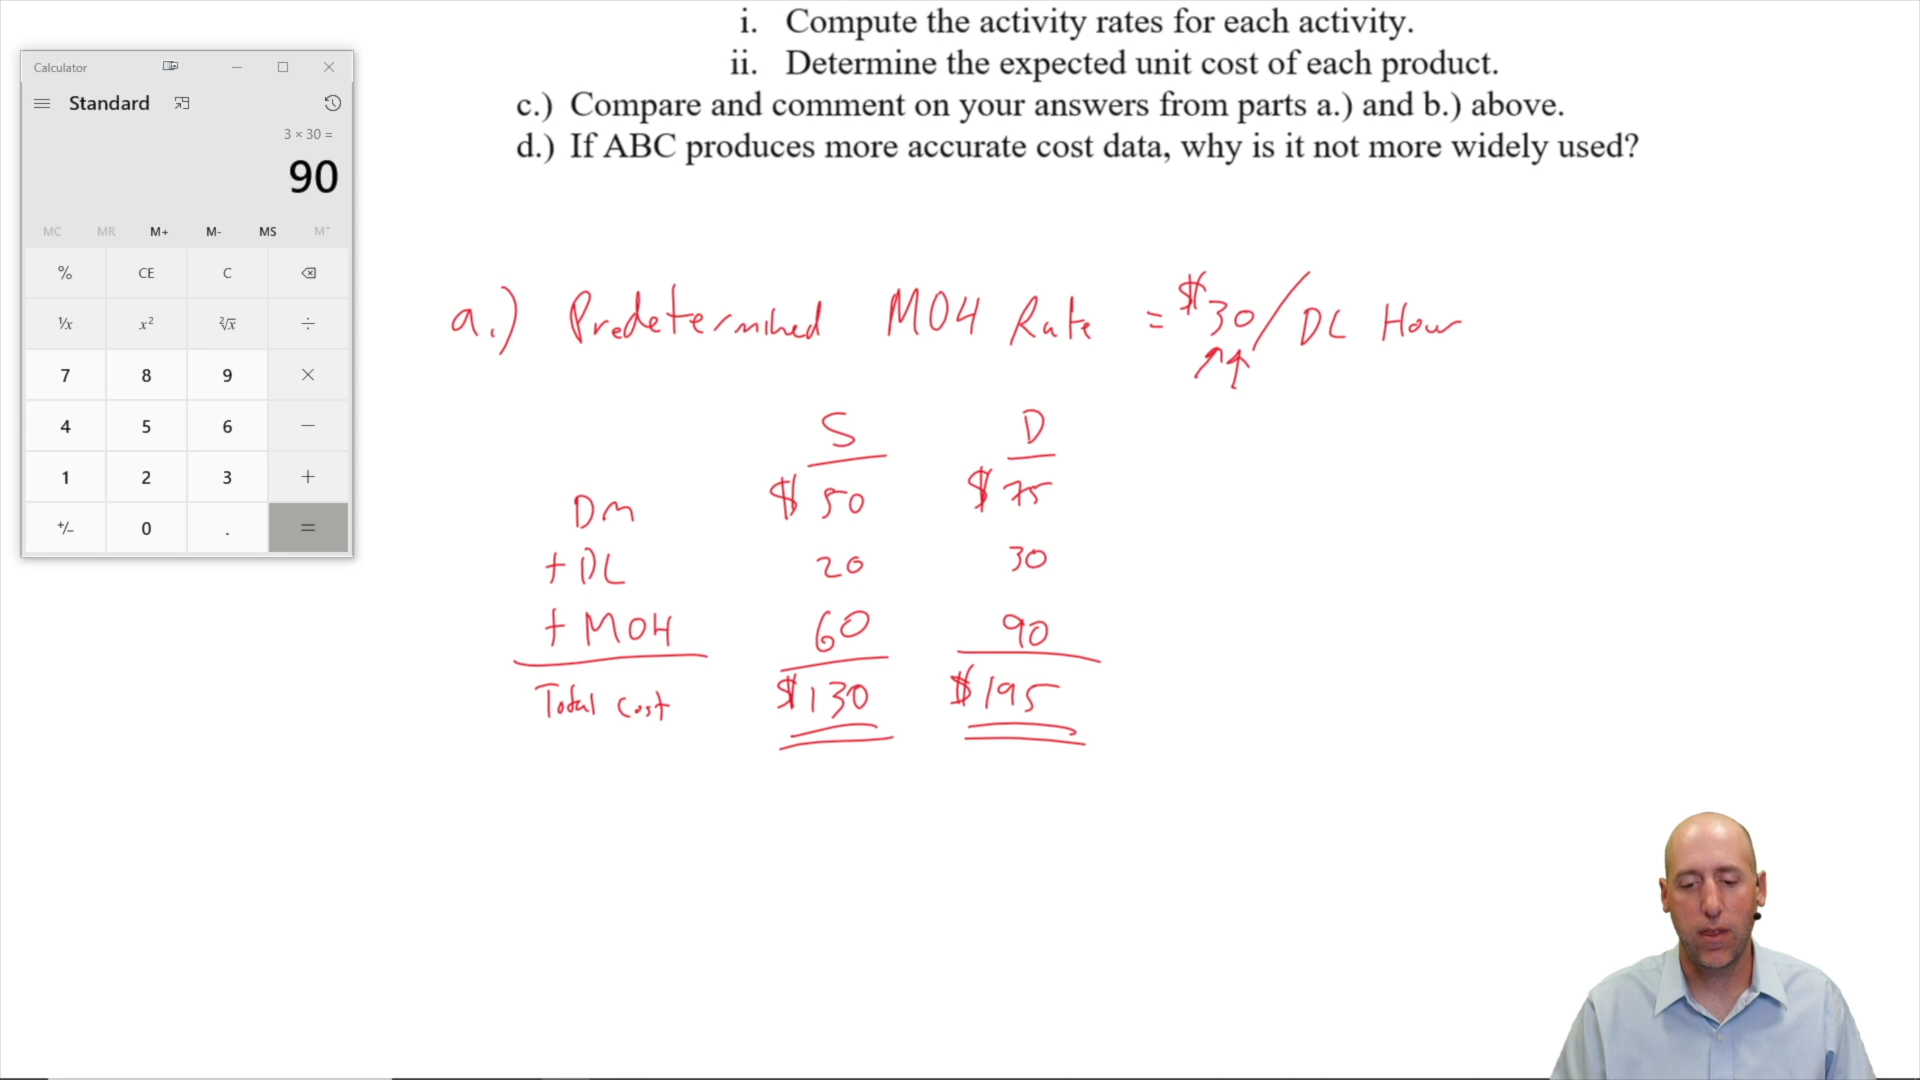 i. Compute the activity rates for each activity.
ii. Determine the expected unit cost of each product.
c.) Compare and comment on your answers from parts a.) and b.) above.
d.) If ABC produces more accurate cost data, why is it not more widely used?
Calculator
Standard
3 × 30 =
90
MC MR M+ M- MS M˅
% CE C ⌫
¹/x x² ²√x ÷
7 8 9 ×
4 5 6 −
1 2 3 +
+/− 0 . =
a.) Predetermined MOH Rate = $30/DL Hour
S D
DM $ 50 $ 75
+ DL 20 30
+ MOH 60 90
Total Cost $130 $195